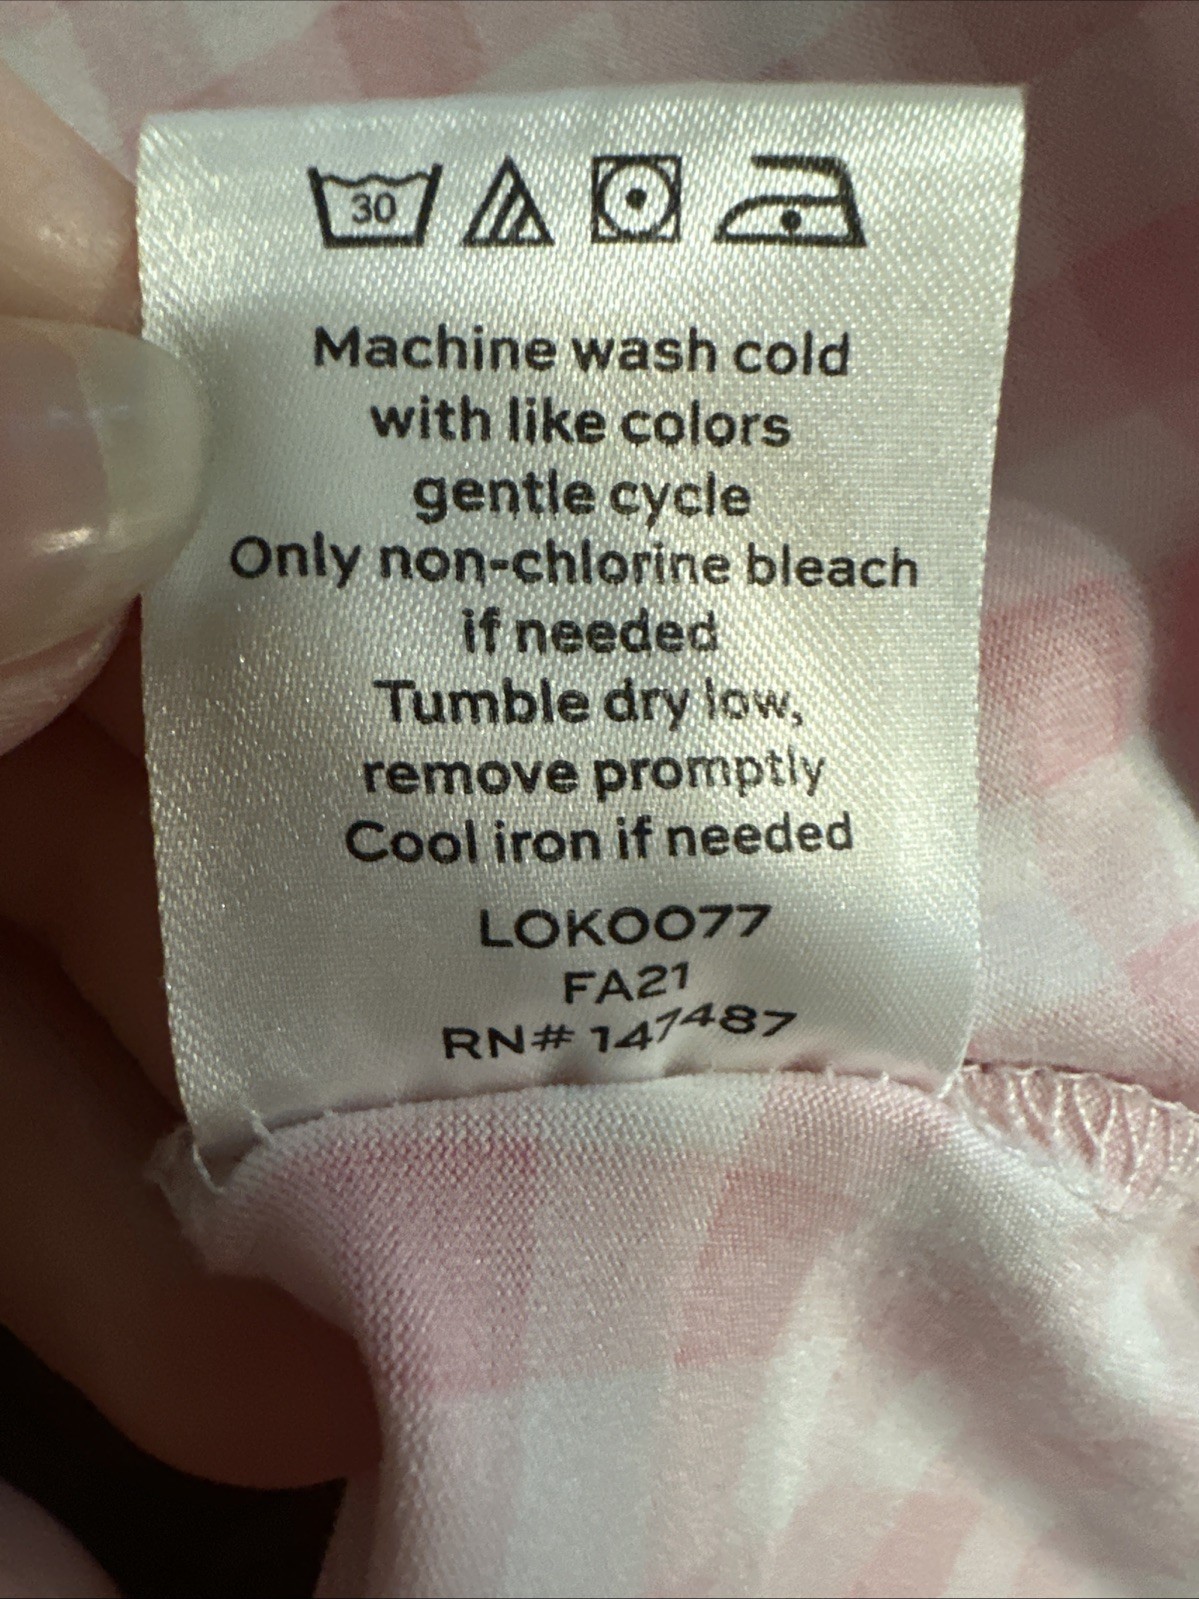 30
Machine wash cold
with like colors
gentle cycle
Only non-chlorine bleach
if needed
Tumble dry low,
remove promptly
Cool iron if needed
LOK0077
FA21
RN# 147487